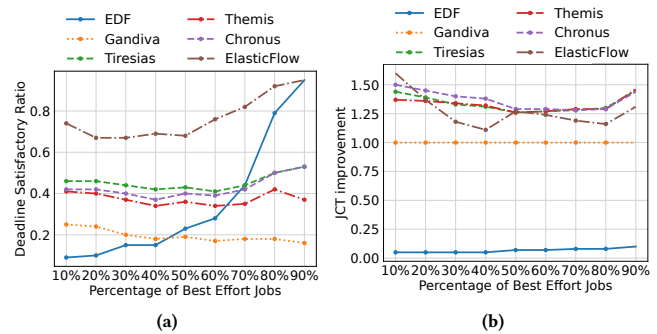 EDF
Gandiva
Tiresias
Themis
Chronus
ElasticFlow
Deadline Satisfactory Ratio
0.8
0.6
0.4
0.2
10% 20% 30% 40% 50% 60% 70% 80% 90%
Percentage of Best Effort Jobs
(a)
EDF
Gandiva
Tiresias
Themis
Chronus
ElasticFlow
JCT improvement
1.50
1.25
1.00
0.75
0.50
0.25
0.00
10% 20% 30% 40% 50% 60% 70% 80% 90%
Percentage of Best Effort Jobs
(b)